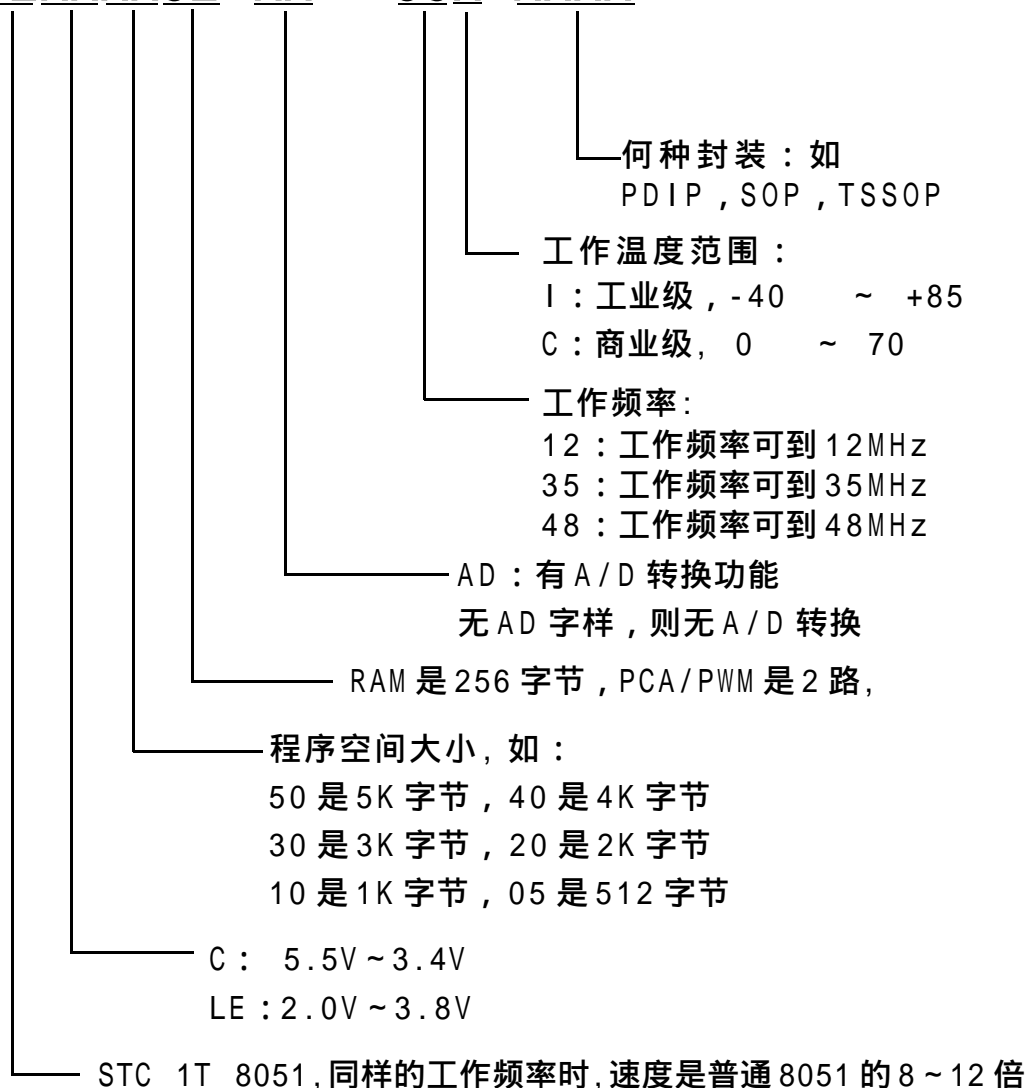 何种封装：如
PDIP，SOP，TSSOP
工作温度范围：
I：工业级，-40 ~ +85
C：商业级, 0 ~ 70
工作频率:
12：工作频率可到12MHz
35：工作频率可到35MHz
48：工作频率可到48MHz
AD：有A/D转换功能
无AD字样，则无A/D转换
RAM是256字节，PCA/PWM是2路,
程序空间大小, 如：
50是5K字节，40是4K字节
30是3K字节，20是2K字节
10是1K字节，05是512字节
C： 5.5V~3.4V
LE：2.0V~3.8V
STC 1T 8051,同样的工作频率时,速度是普通8051的8~12倍